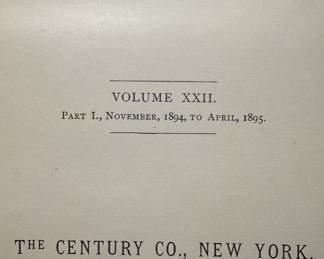 VOLUME XXII.
Part I., November, 1894, to April, 1895.
The CENTURY CO., NEW YORK.